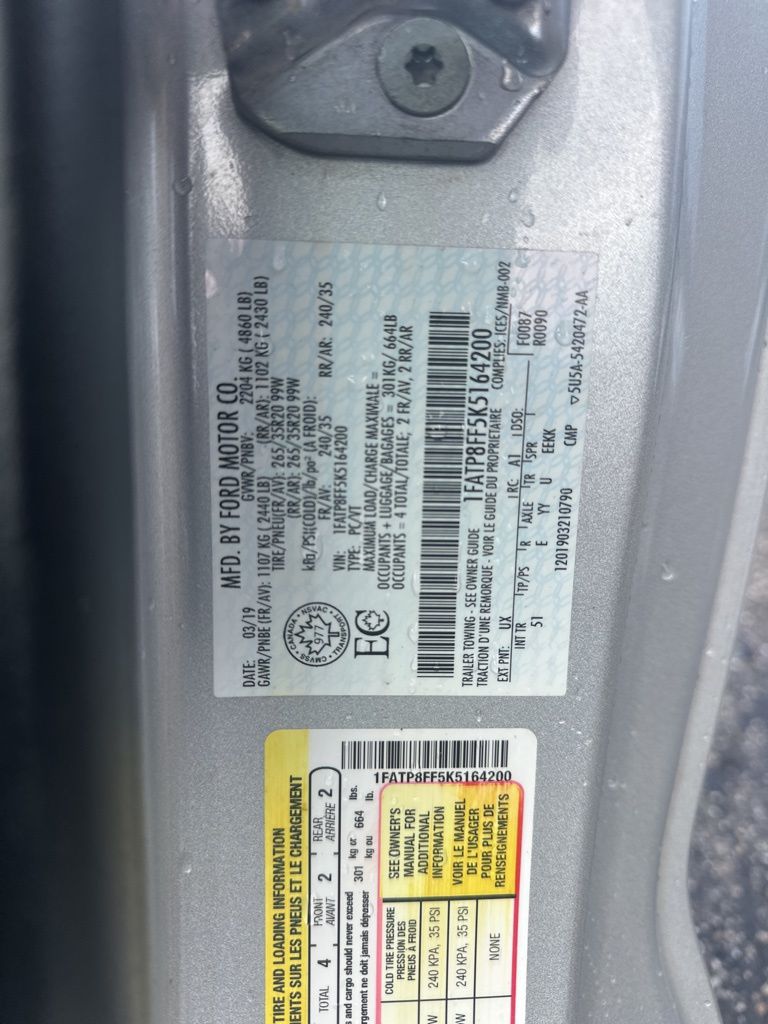 MFD. BY FORD MOTOR CO.
DATE: 03/19 GVWR/PNBV: 2204 KG ( 4860 LB)
GAWR/PNBE (FR/AV): 1107 KG ( 2440 LB) (RR/AR): 1102 KG ( 2430 LB)
TIRE/PNEU(FR/AV): 265/35R20 99W
(RR/AR): 265/35R20 99W
kPa/PSI(COLD)/lb/po² (A FROID):
FR/AV: 240/35 RR/AR: 240/35
VIN: 1FATP8FF5K5164200
TYPE: PC/VT
MAXIMUM LOAD/CHARGE MAXIMALE =
OCCUPANTS + LUGGAGE/BAGAGES = 301KG/ 664LB
OCCUPANTS = 4 TOTAL/TOTALE; 2 FR/AV, 2 RR/AR
CANADA • NSVAC • TRANSPORT • CMVSS •
977
EC
1FATP8FF5K5164200
TRAILER TOWING - SEE OWNER GUIDE COMPLIES: ICES/NMB-002
TRACTION D'UNE REMORQUE - VOIR LE GUIDE DU PROPRIETAIRE
EXT PNT: UX RC: A1 DSO: F0087
INT TR TP/PS R AXLE TR SPR R0090
51 E YY U EEKK
1201903210790 CMP ▽5U5A-5420472-AA
TIRE AND LOADING INFORMATION
MENTS SUR LES PNEUS ET LE CHARGEMENT
TOTAL 4 FRONT AVANT 2 REAR ARRIÈRE 2
s and cargo should never exceed 301 kg or 664 lbs.
rgement ne doit jamais dépasser kg ou lb.
1FATP8FF5K5164200
COLD TIRE PRESSURE
PRESSION DES
PNEUS À FROID
W 240 KPA, 35 PSI
W 240 KPA, 35 PSI
NONE
SEE OWNER'S
MANUAL FOR
ADDITIONAL
INFORMATION
VOIR LE MANUEL
DE L'USAGER
POUR PLUS DE
RENSEIGNEMENTS